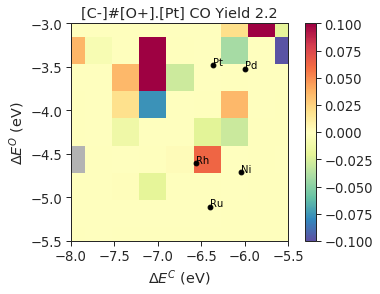 [C-]#[O+].[Pt] CO Yield 2.2
−3.0
−3.5
−4.0
−4.5
−5.0
−5.5
ΔE^O (eV)
Pt
Pd
Rh
Ni
Ru
−8.0 −7.5 −7.0 −6.5 −6.0 −5.5
ΔE^C (eV)
0.100
0.075
0.050
0.025
0.000
−0.025
−0.050
−0.075
−0.100